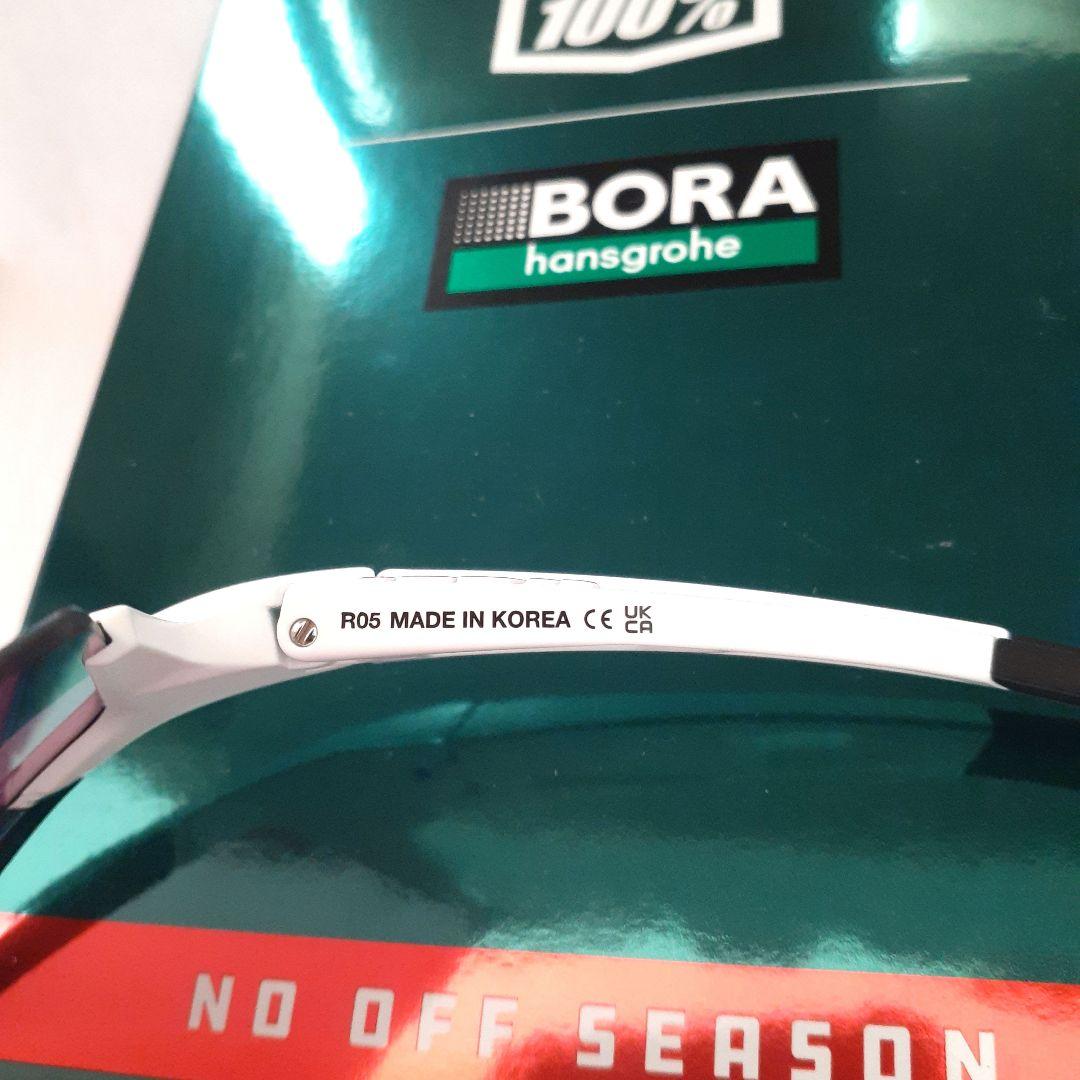 100%
BORA
hansgrohe
R05 MADE IN KOREA CE UK
CA
NO OFF SEASON